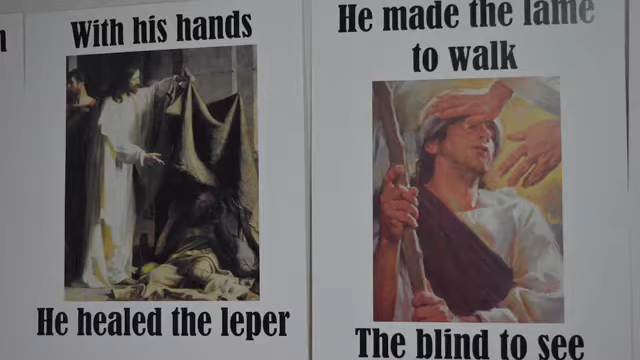 With his hands
He healed the leper
He made the lame
to walk
The blind to see